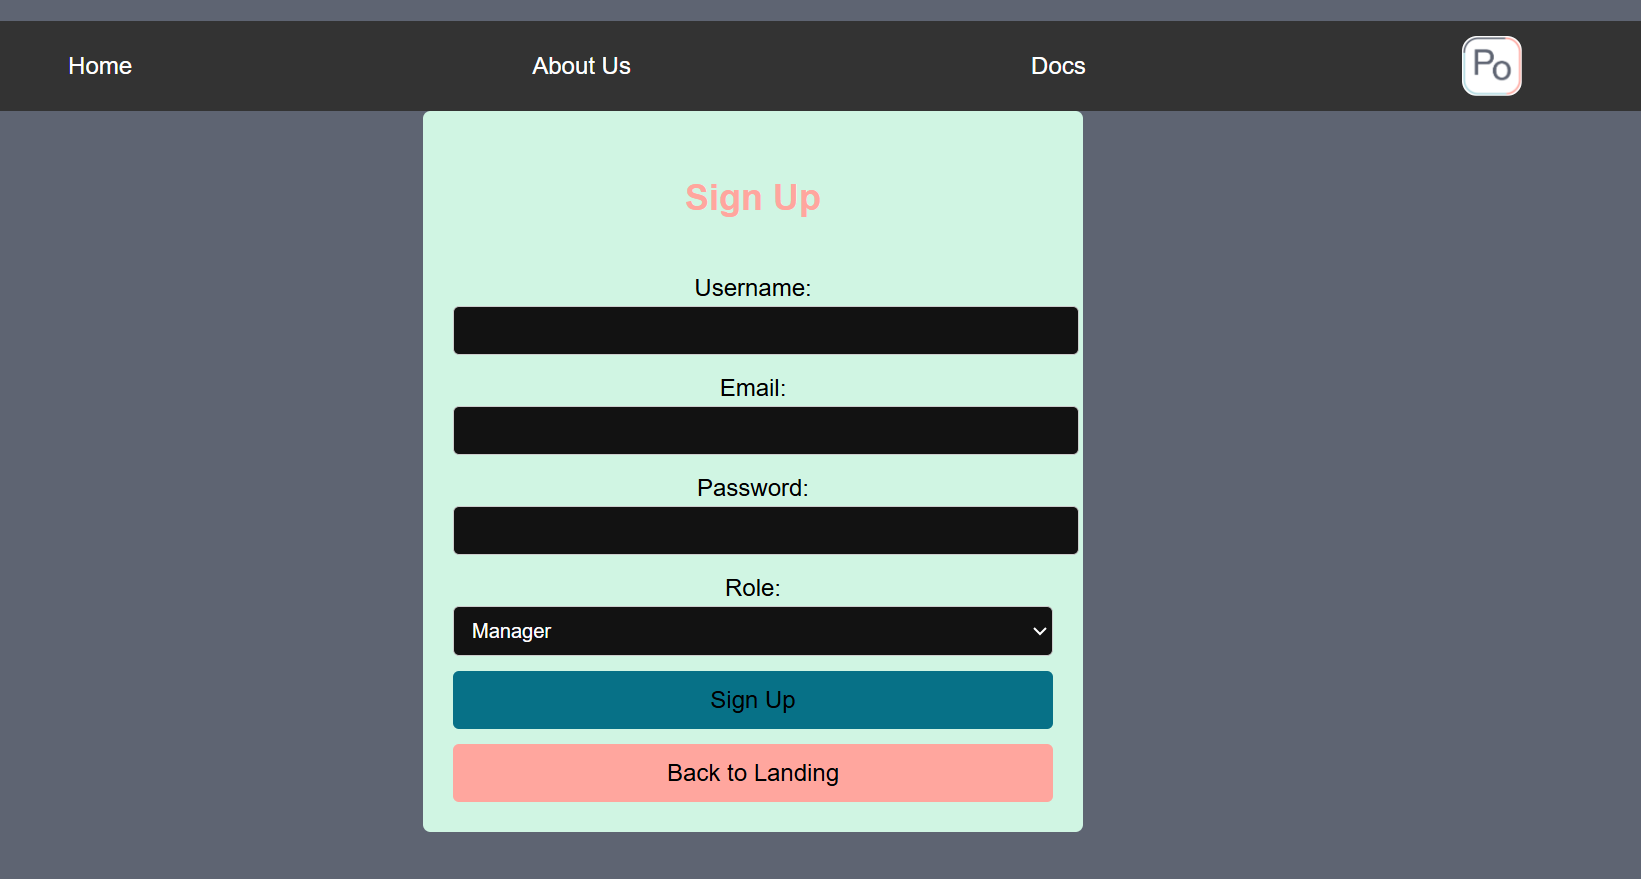 Home About Us Docs Po
Sign Up
Username:
Email:
Password:
Role:
Manager
Sign Up
Back to Landing